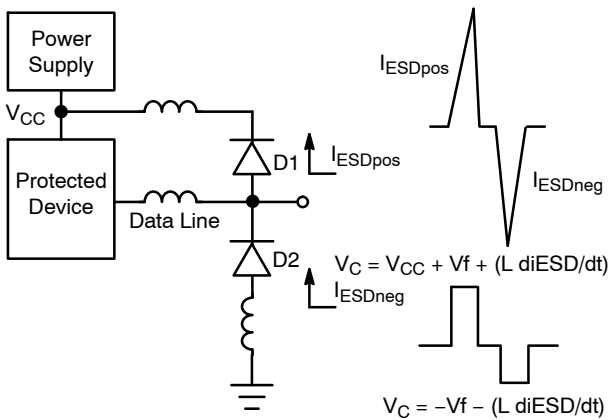 Power
Supply
V_CC
Protected
Device
Data Line
D1
I_ESDpos
D2
I_ESDneg
I_ESDpos
I_ESDneg
V_C = V_CC + Vf + (L diESD/dt)
V_C = −Vf − (L diESD/dt)